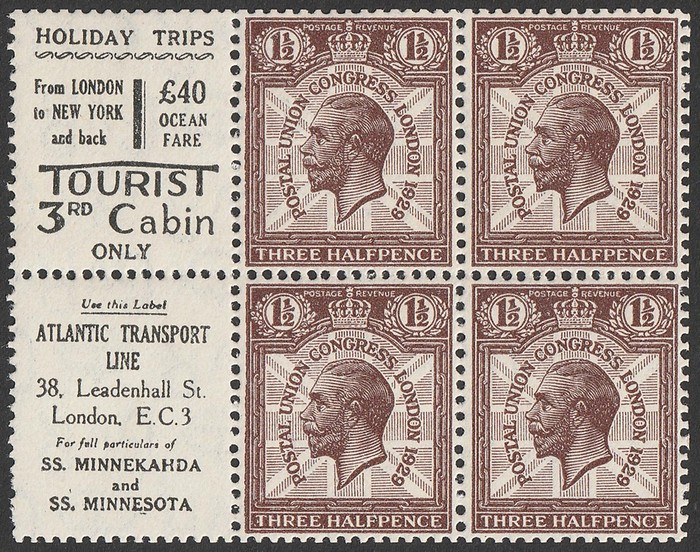 HOLIDAY TRIPS
From LONDON
to NEW YORK
and back
£40
OCEAN
FARE
TOURIST
3RD Cabin
ONLY
Use this Label
ATLANTIC TRANSPORT
LINE
38, Leadenhall St.
London, E.C.3
For full particulars of
SS. MINNEKAHDA
and
SS. MINNESOTA
POSTAGE REVENUE
1½ 1½
POSTAL UNION CONGRESS LONDON 1929
THREE HALFPENCE
POSTAGE REVENUE
1½ 1½
POSTAL UNION CONGRESS LONDON 1929
THREE HALFPENCE
POSTAGE REVENUE
1½ 1½
POSTAL UNION CONGRESS LONDON 1929
THREE HALFPENCE
POSTAGE REVENUE
1½ 1½
POSTAL UNION CONGRESS LONDON 1929
THREE HALFPENCE